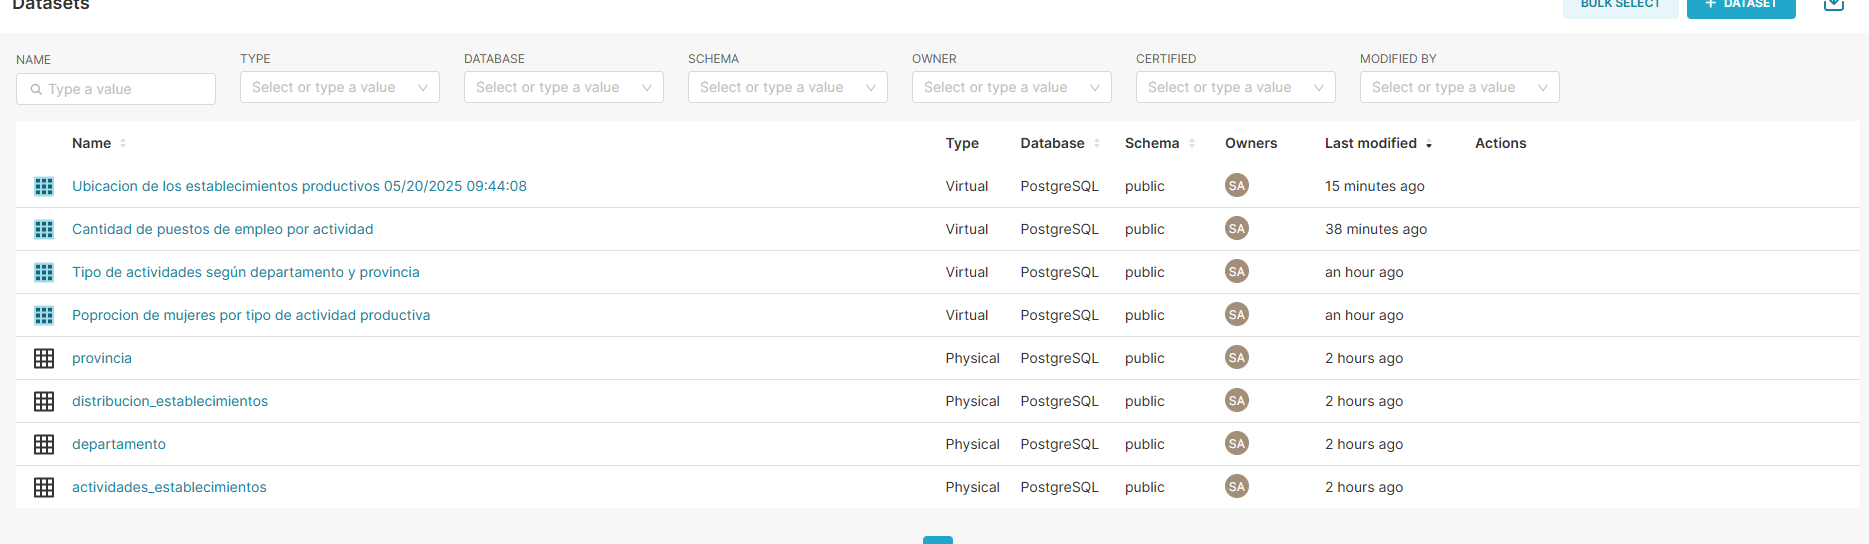 Datasets
BULK SELECT
+ DATASET
NAME
TYPE
DATABASE
SCHEMA
OWNER
CERTIFIED
MODIFIED BY
Type a value
Select or type a value
Select or type a value
Select or type a value
Select or type a value
Select or type a value
Select or type a value
Name Type Database Schema Owners Last modified Actions
Ubicacion de los establecimientos productivos 05/20/2025 09:44:08 Virtual PostgreSQL public SA 15 minutes ago
Cantidad de puestos de empleo por actividad Virtual PostgreSQL public SA 38 minutes ago
Tipo de actividades según departamento y provincia Virtual PostgreSQL public SA an hour ago
Poprocion de mujeres por tipo de actividad productiva Virtual PostgreSQL public SA an hour ago
provincia Physical PostgreSQL public SA 2 hours ago
distribucion_establecimientos Physical PostgreSQL public SA 2 hours ago
departamento Physical PostgreSQL public SA 2 hours ago
actividades_establecimientos Physical PostgreSQL public SA 2 hours ago